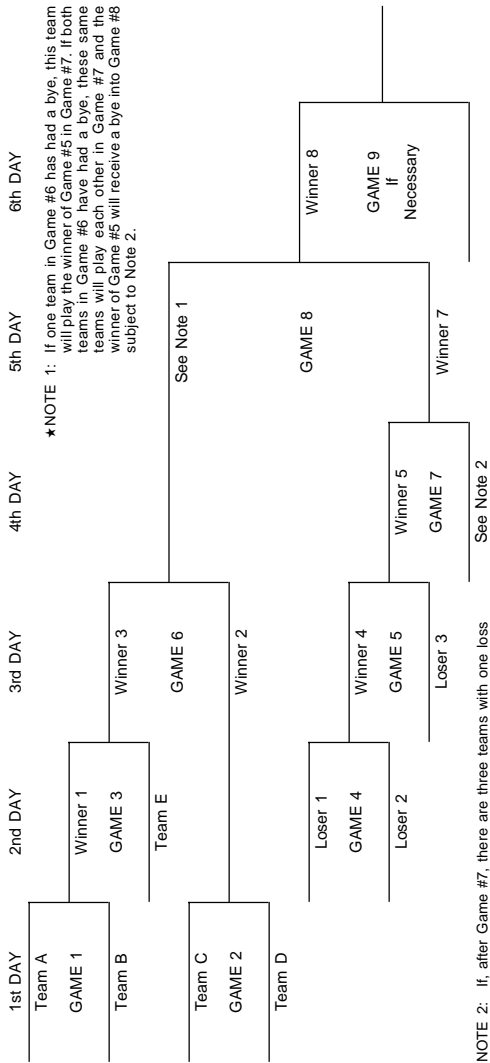 1st DAY
2nd DAY
3rd DAY
4th DAY
5th DAY
6th DAY
★NOTE 1: If one team in Game #6 has had a bye, this team
will play the winner of Game #5 in Game #7. If both
teams in Game #6 have had a bye, these same
teams will play each other in Game #7 and the
winner of Game #5 will receive a bye into Game #8
subject to Note 2.
Team A
GAME 1
Team B
Winner 1
GAME 3
Team E
Winner 3
GAME 6
Winner 2
Team C
GAME 2
Team D
See Note 1
GAME 8
Winner 7
Winner 8
GAME 9
If
Necessary
Loser 1
GAME 4
Loser 2
Winner 4
GAME 5
Loser 3
Winner 5
GAME 7
See Note 2
NOTE 2: If, after Game #7, there are three teams with one loss